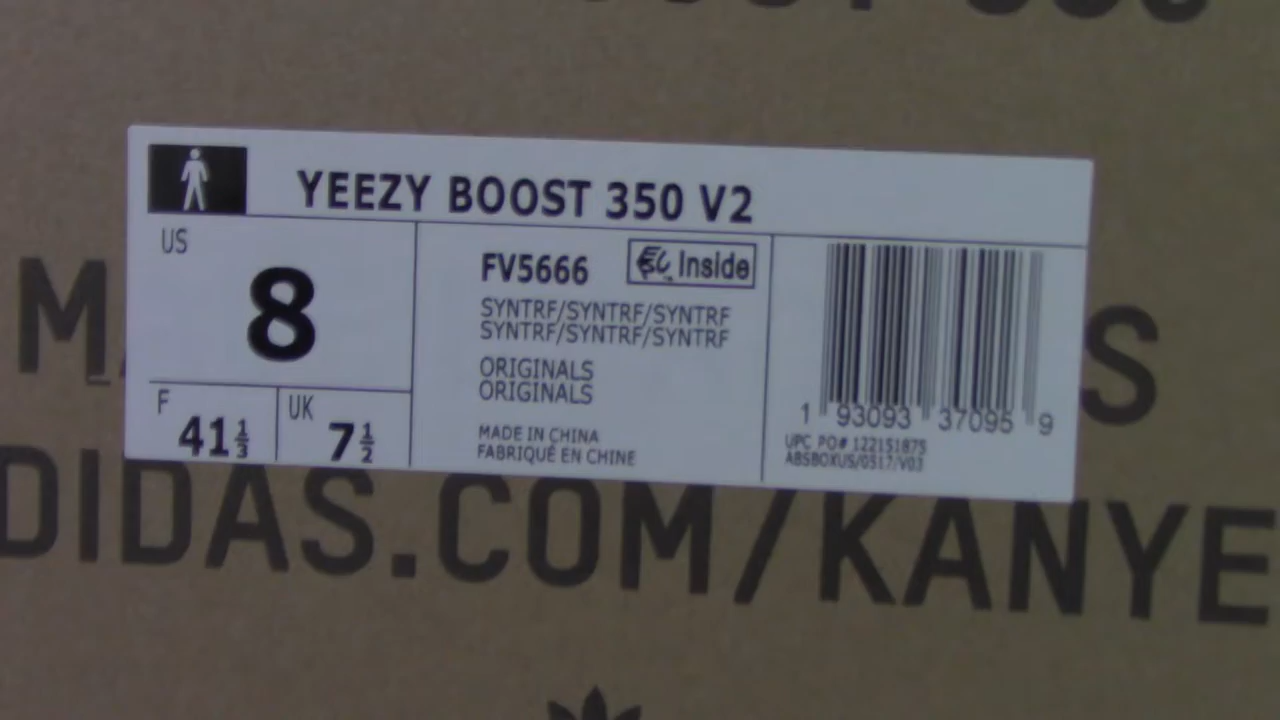 YEEZY BOOST 350 V2
US
8
F
41 1/3
UK
7 1/2
FV5666
Inside
SYNTRF/SYNTRF/SYNTRF
SYNTRF/SYNTRF/SYNTRF
ORIGINALS
ORIGINALS
MADE IN CHINA
FABRIQUÉ EN CHINE
1 93093 37095 9
UPC PO# 122151875
ABSBOXUS/0517/V03
M S
DIDAS.COM/KANYE